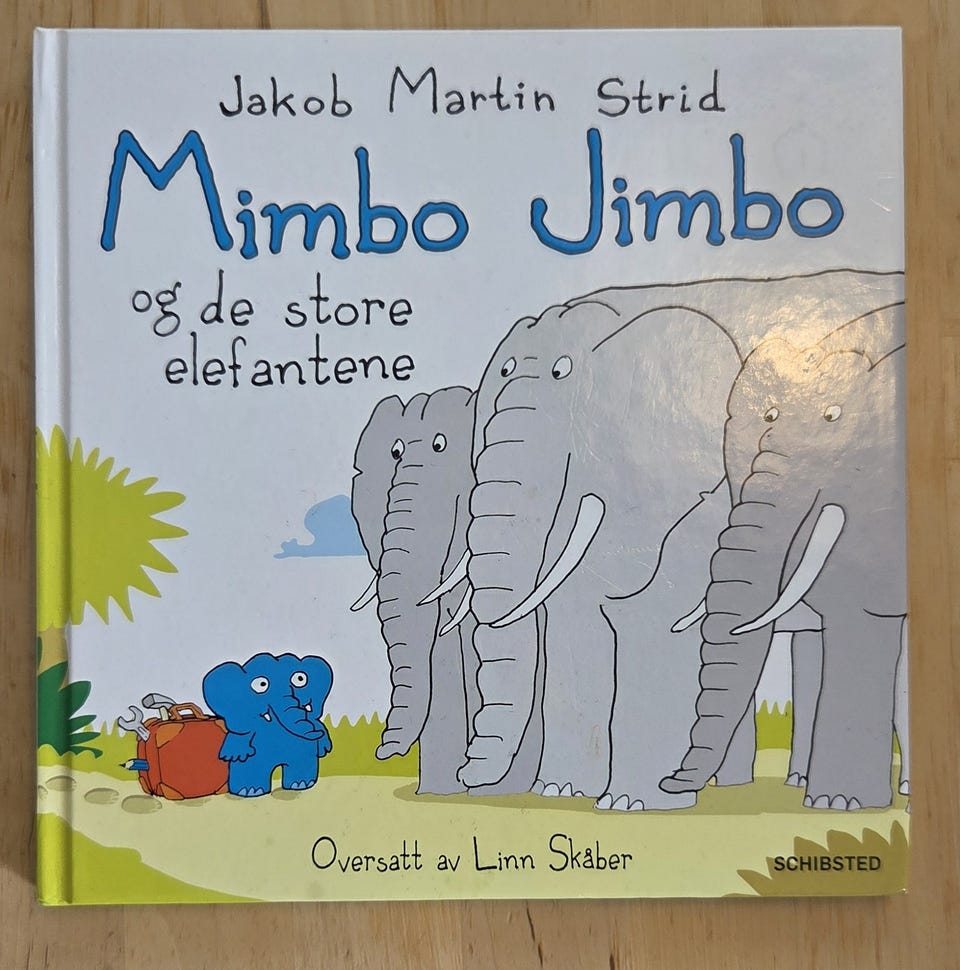 Jakob Martin Strid
Mimbo Jimbo
og de store
elefantene
Oversatt av Linn Skåber
SCHIBSTED